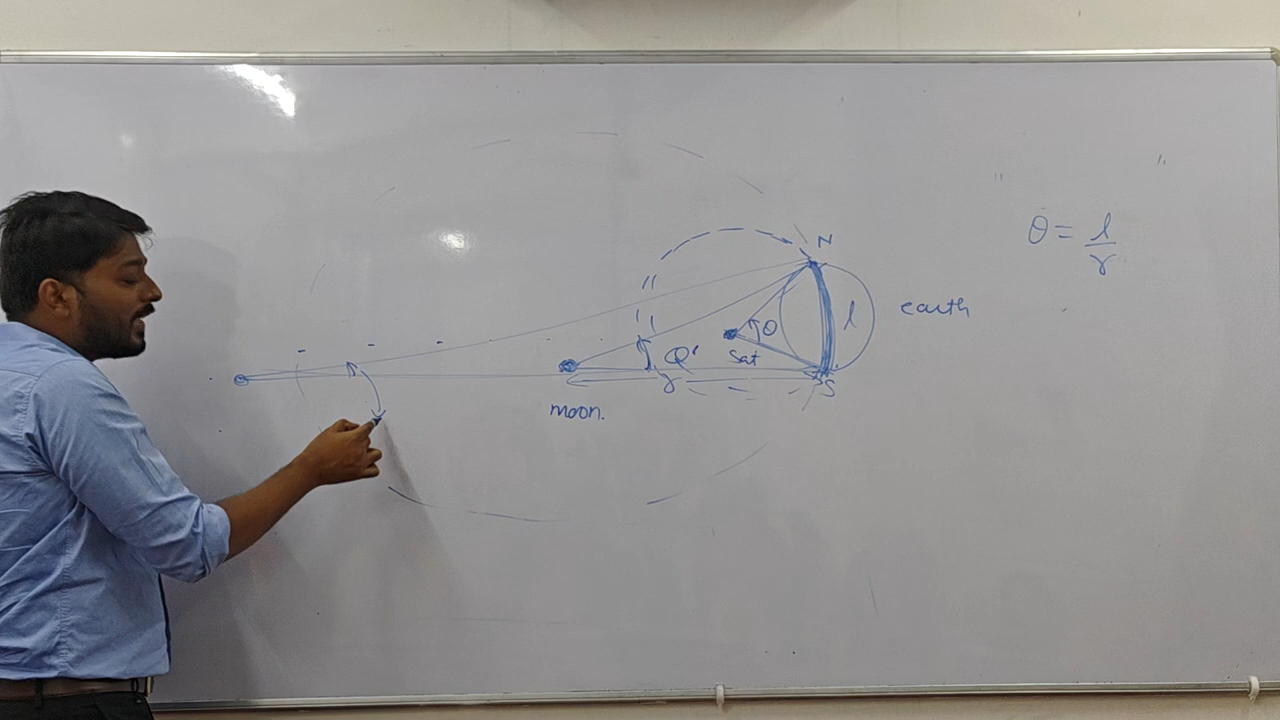 N
θ = l/r
l
earth
θ
Sat
Q'
r
S
moon.